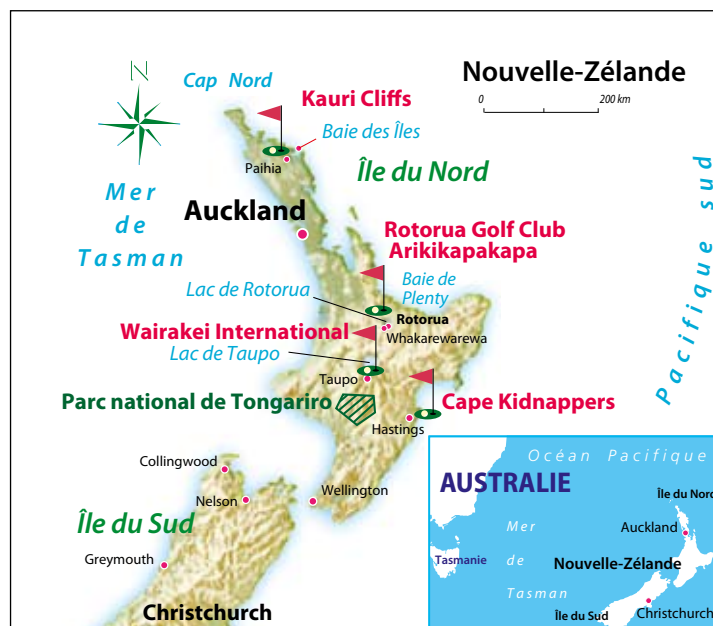 N
Cap Nord
Nouvelle-Zélande
0 200 km
Kauri Cliffs
Baie des Îles
Paihia
Île du Nord
Mer
de
Tasman
Auckland
Pacifique sud
Rotorua Golf Club
Arikikapakapa
Lac de Rotorua
Baie de
Plenty
Rotorua
Whakarewarewa
Wairakei International
Lac de Taupo
Taupo
Parc national de Tongariro
Cape Kidnappers
Hastings
Collingwood
Nelson
Wellington
Île du Sud
Greymouth
Christchurch
Océan Pacifique
AUSTRALIE
Île du Nord
Auckland
Mer
de
Tasman
Tasmanie
Nouvelle-Zélande
Christchurch
Île du Sud